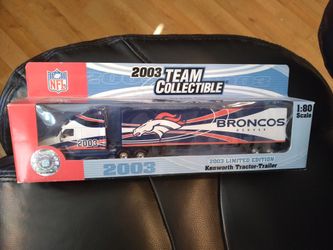 NFL
2003 TEAM
COLLECTIBLE
1:80
Scale
BRONCOS
DENVER
2003
2003
2003 LIMITED EDITION
Kenworth Tractor-Trailer